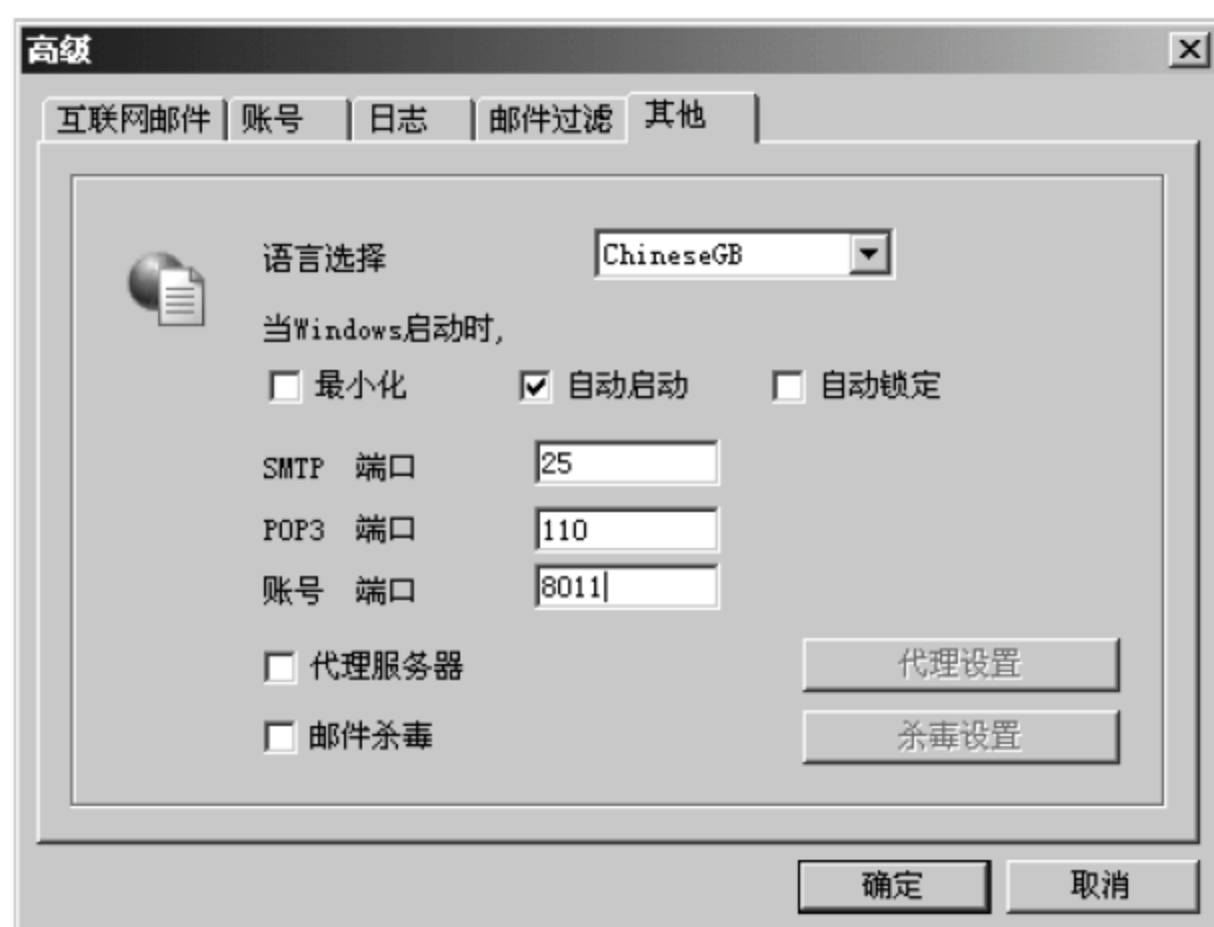 高级
互联网邮件 账号 日志 邮件过滤 其他
语言选择 ChineseGB
当Windows启动时,
最小化 自动启动 自动锁定
SMTP 端口 25
POP3 端口 110
账号 端口 8011
代理服务器 代理设置
邮件杀毒 杀毒设置
确定 取消